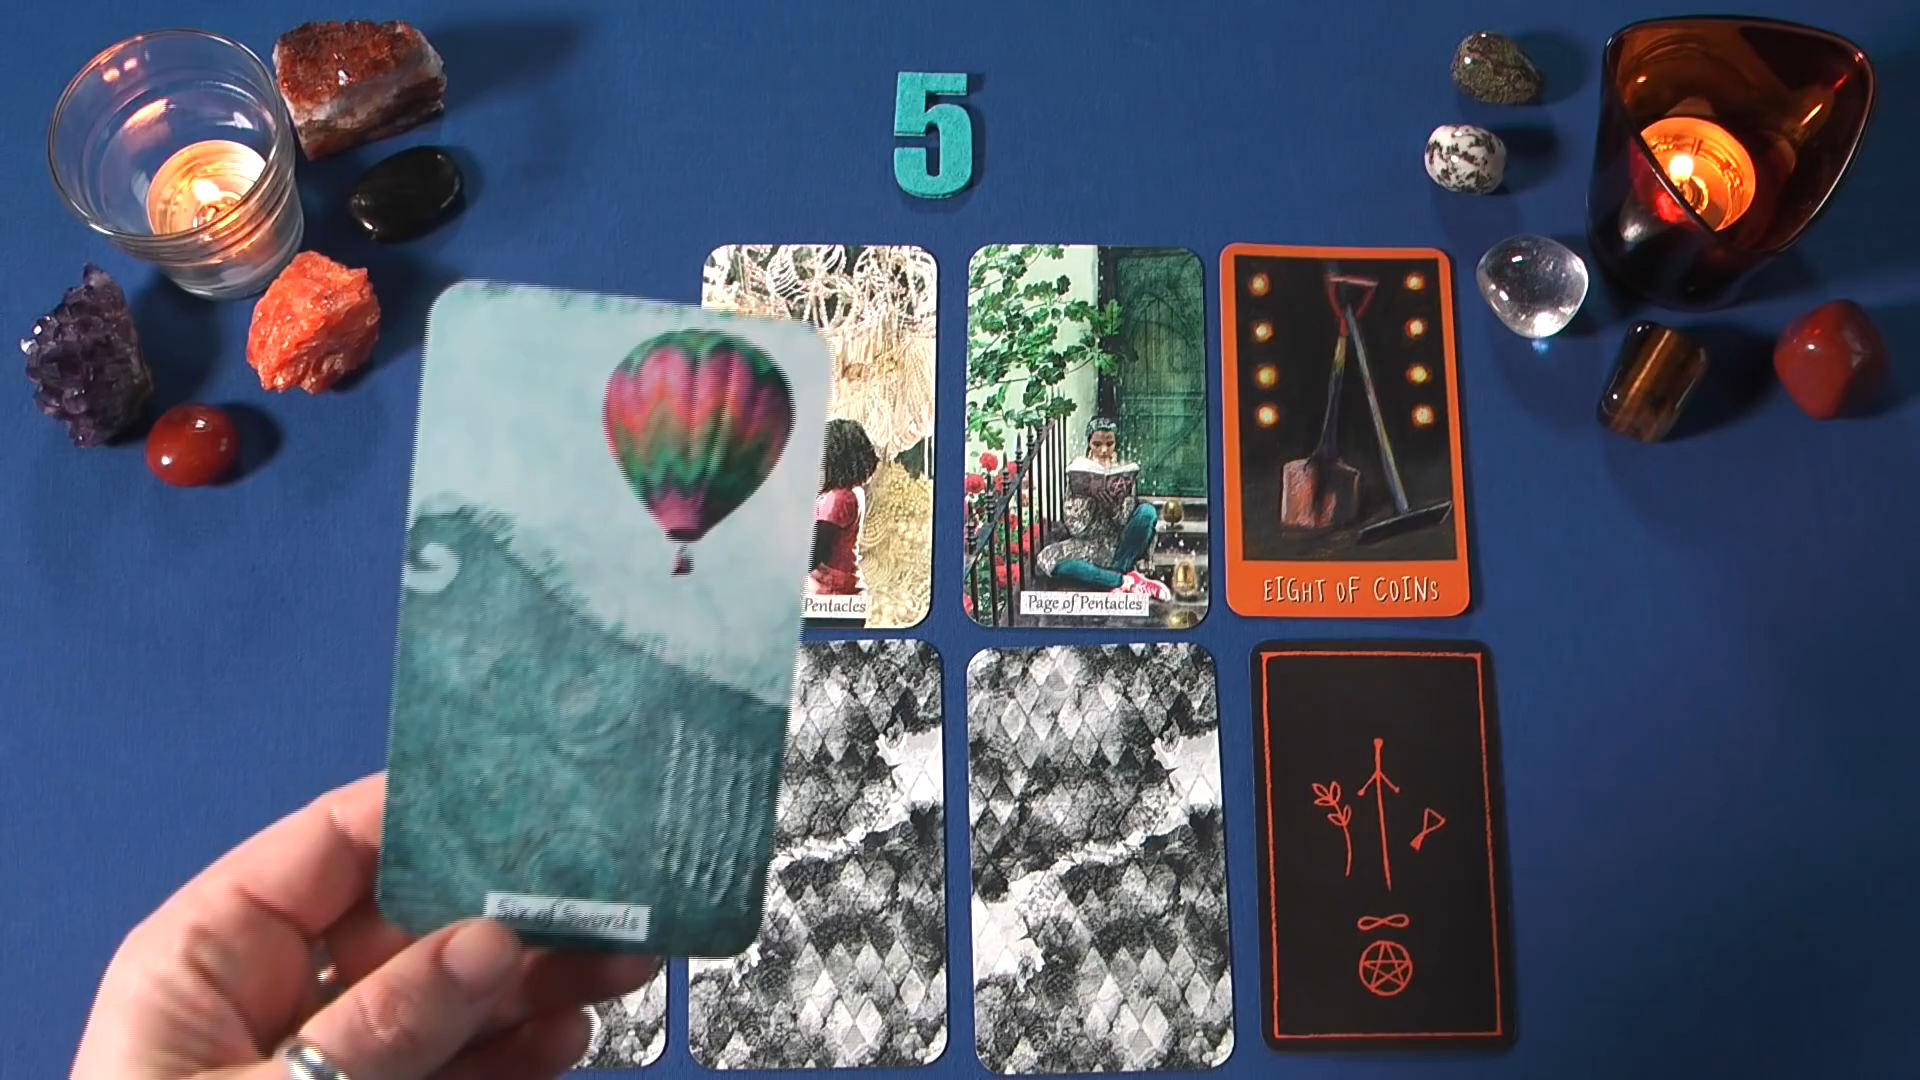 5
Pentacles
Page of Pentacles
EIGHT OF COINS
Six of Swords